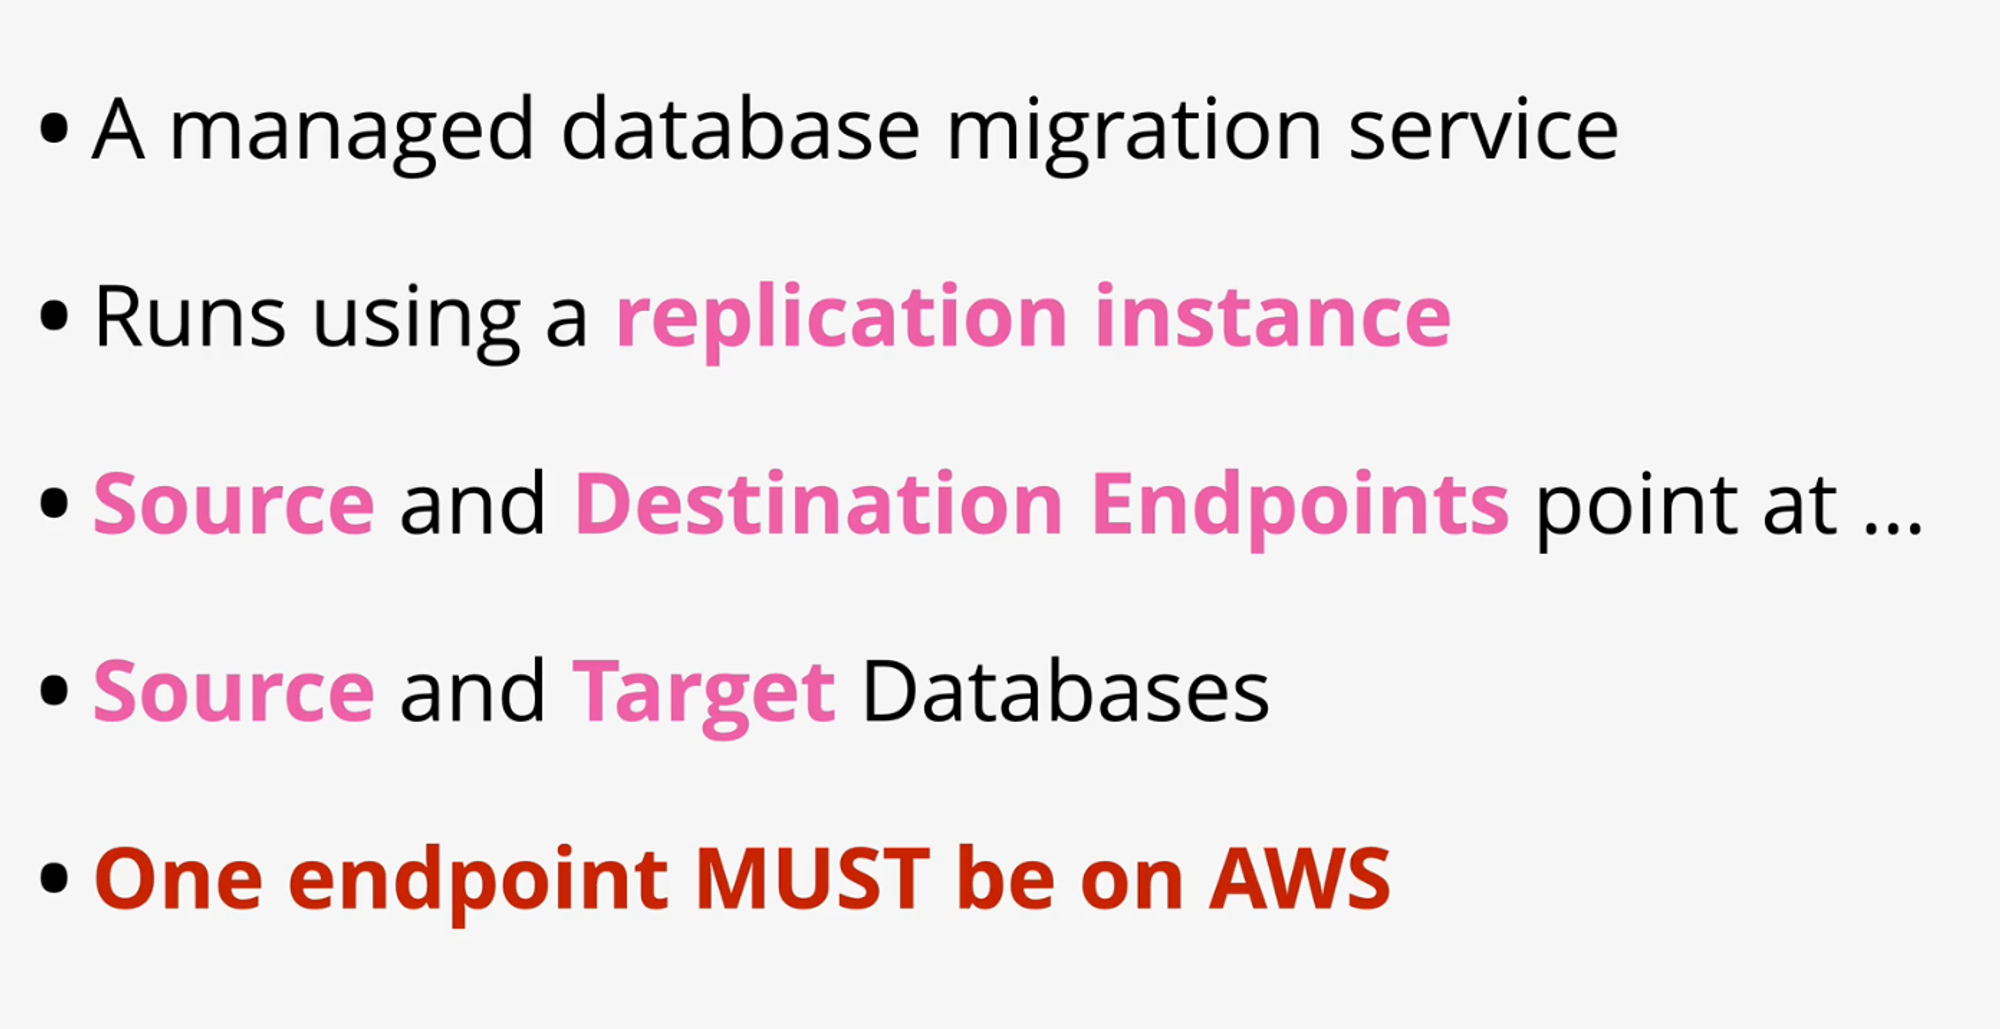 • A managed database migration service
• Runs using a replication instance
• Source and Destination Endpoints point at ...
• Source and Target Databases
• One endpoint MUST be on AWS